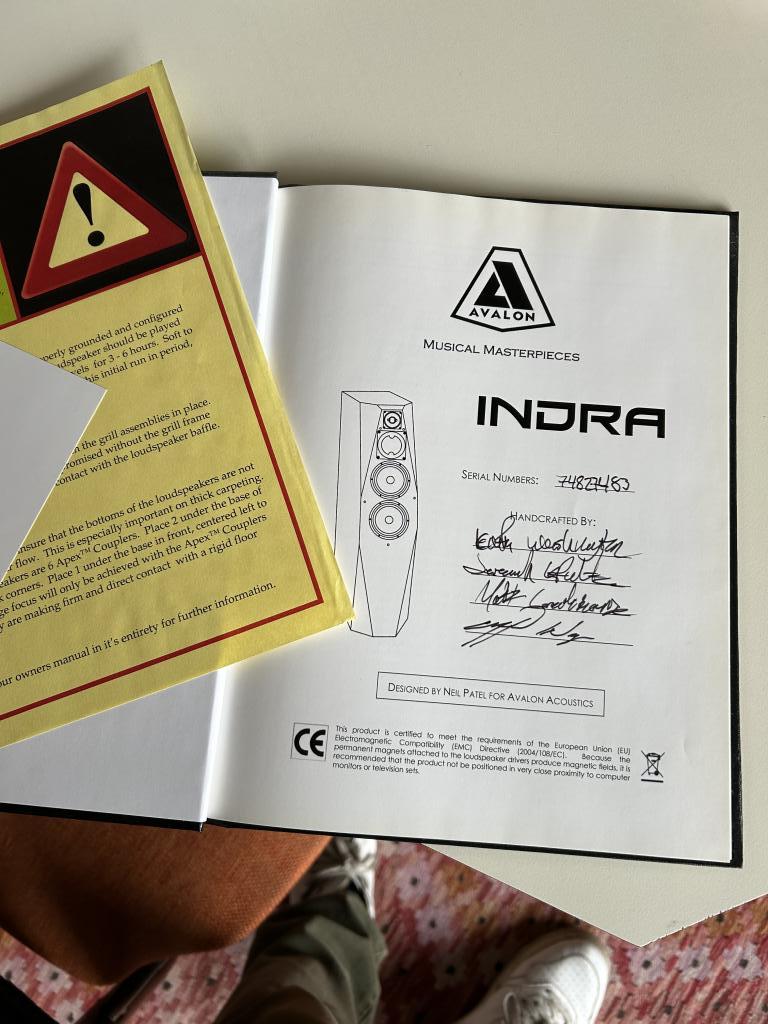 perly grounded and configured
dspeaker should be played
els for 3 - 6 hours. Soft to
his initial run in period,
the grill assemblies in place.
romised without the grill frame
contact with the loudspeaker baffle.
nsure that the bottoms of the loudspeakers are not
flow. This is especially important on thick carpeting.
eakers are 6 Apex™ Couplers. Place 2 under the base of
k corners. Place 1 under the base in front, centered left to
ge focus will only be achieved with the Apex™ Couplers
y are making firm and direct contact with a rigid floor
our owners manual in it's entirety for further information.
AVALON
MUSICAL MASTERPIECES
INDRA
SERIAL NUMBERS:
HANDCRAFTED BY:
DESIGNED BY NEIL PATEL FOR AVALON ACOUSTICS
CE
This product is certified to meet the requirements of the European Union (EU)
Electromagnetic Compatibility (EMC) Directive (2004/108/EC). Because the
permanent magnets attached to the loudspeaker drivers produce magnetic fields, it is
recommended that the product not be positioned in very close proximity to computer
monitors or television sets.